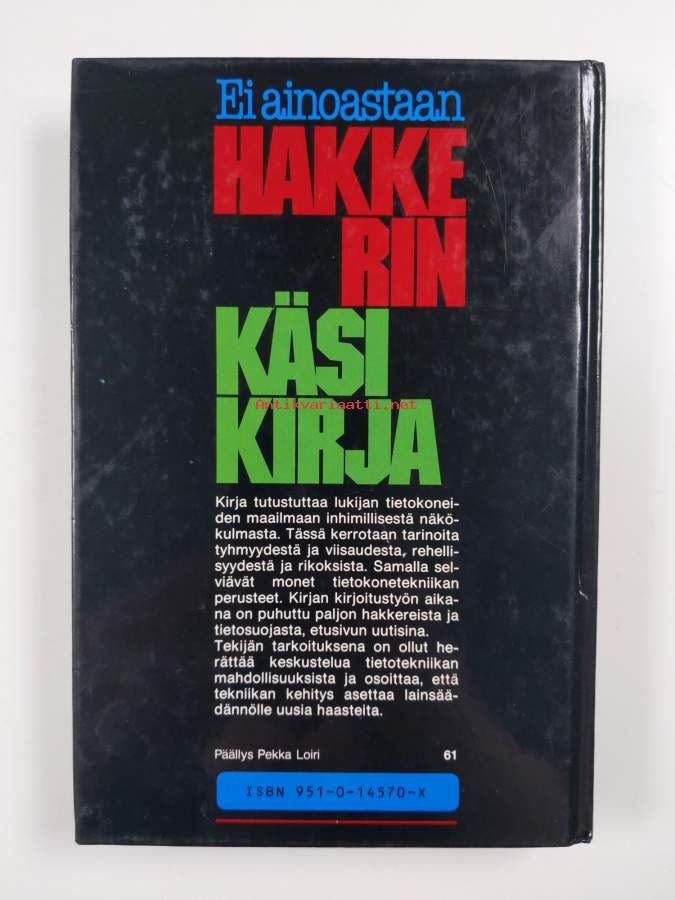 Ei ainoastaan
HAKKE
RIN
KÄSI
Antikvariaatti.net
KIRJA
Kirja tutustuttaa lukijan tietokonei-
den maailmaan inhimillisestä näkö-
kulmasta. Tässä kerrotaan tarinoita
tyhmyydestä ja viisaudesta, rehelli-
syydestä ja rikoksista. Samalla sel-
viävät monet tietokonetekniikan
perusteet. Kirjan kirjoitustyön aika-
na on puhuttu paljon hakkereista ja
tietosuojasta, etusivun uutisina.
Tekijän tarkoituksena on ollut he-
rättää keskustelua tietotekniikan
mahdollisuuksista ja osoittaa, että
tekniikan kehitys asettaa lainsää-
dännölle uusia haasteita.
Päällys Pekka Loiri 61
ISBN 951-0-14570-X